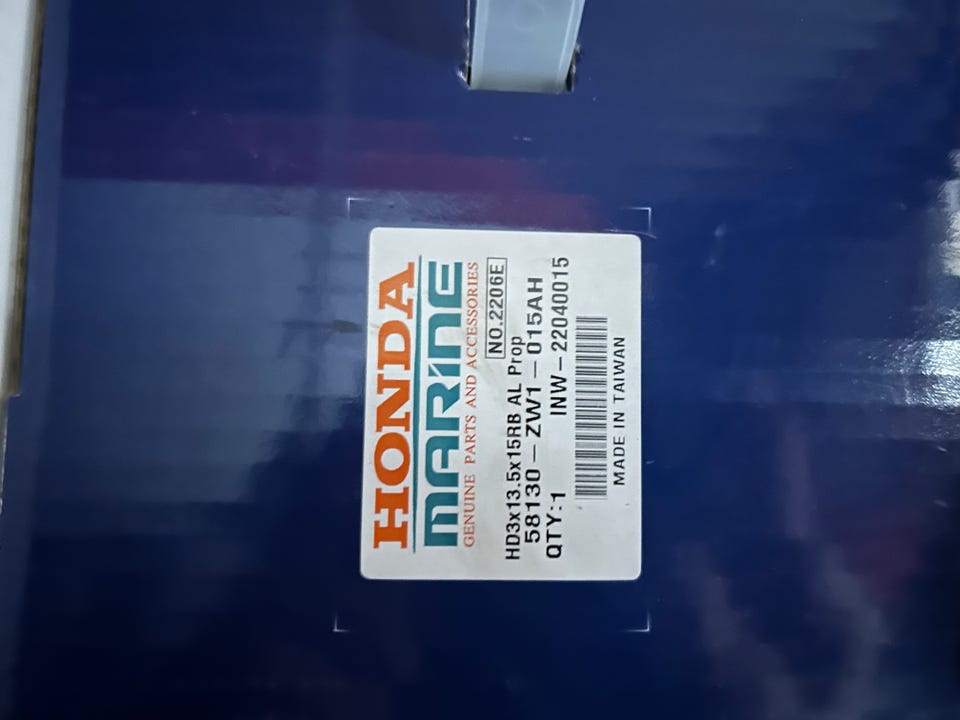 HONDA
MARINE
GENUINE PARTS AND ACCESSORIES
NO.2206E
HD3x13.5x15RB AL Prop
58130-ZW1-015AH
QTY:1 INW-22040015
MADE IN TAIWAN